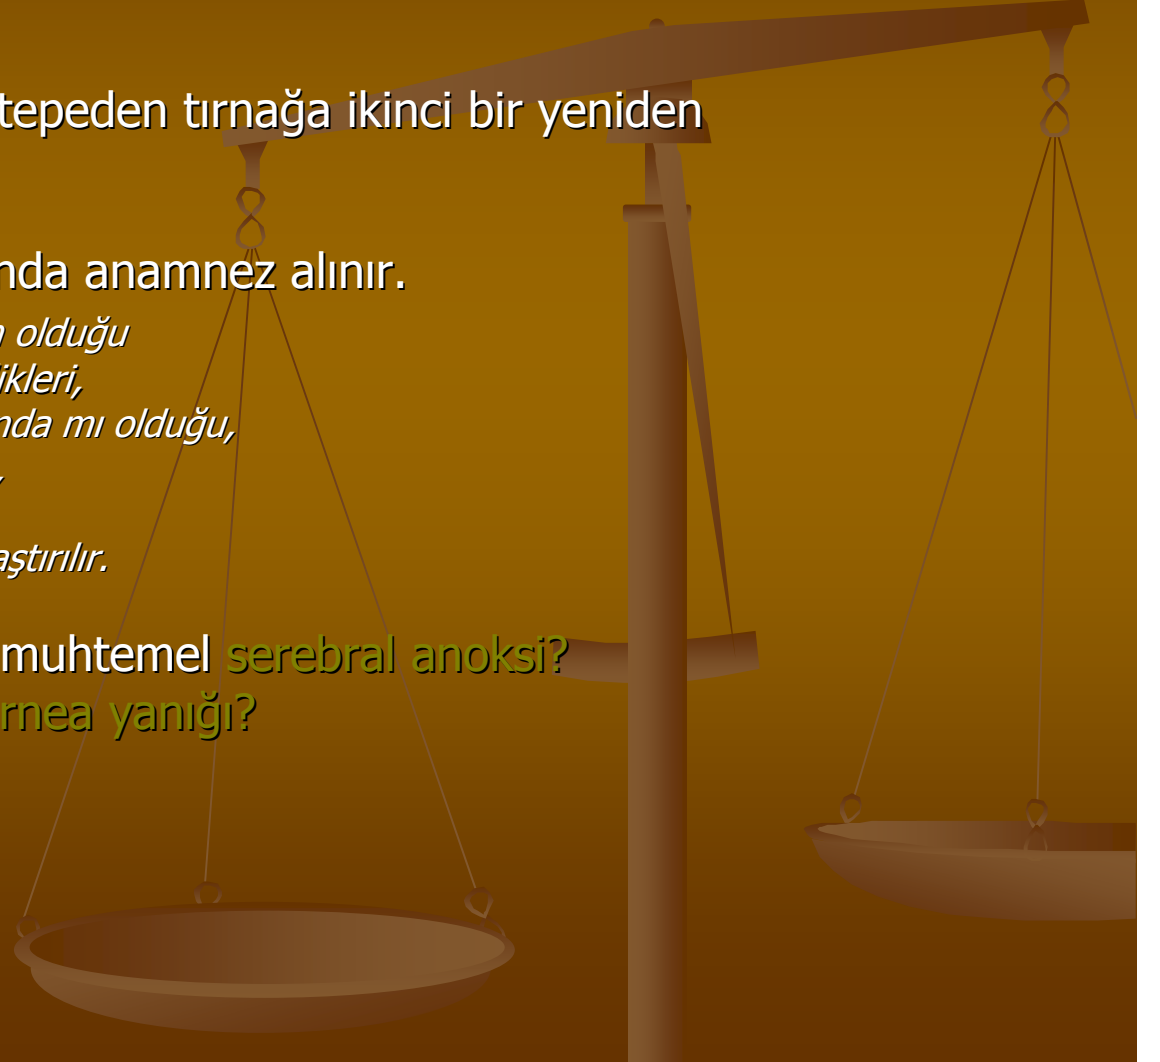 tepeden tırnağa ikinci bir yeniden
nda anamnez alınır.
olduğu
ikleri,
nda mı olduğu,
,
aştırılır.
muhtemel serebral anoksi?
rnea yanığı?